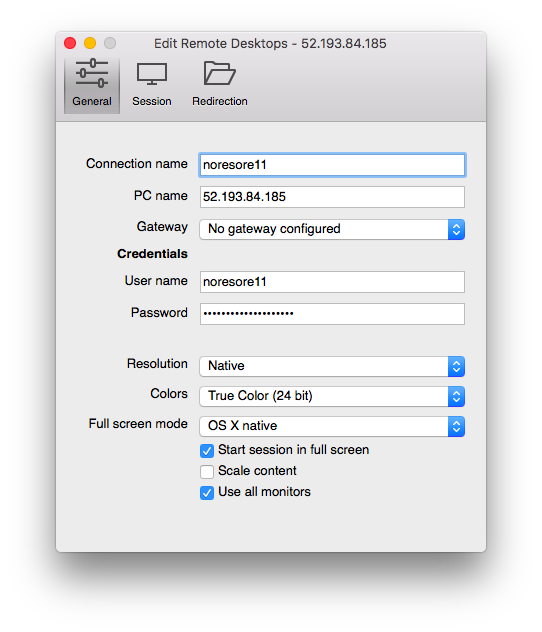 Edit Remote Desktops - 52.193.84.185
General Session Redirection
Connection name noresore11
PC name 52.193.84.185
Gateway No gateway configured
Credentials
User name noresore11
Password ••••••••••••••••••••
Resolution Native
Colors True Color (24 bit)
Full screen mode OS X native
Start session in full screen
Scale content
Use all monitors